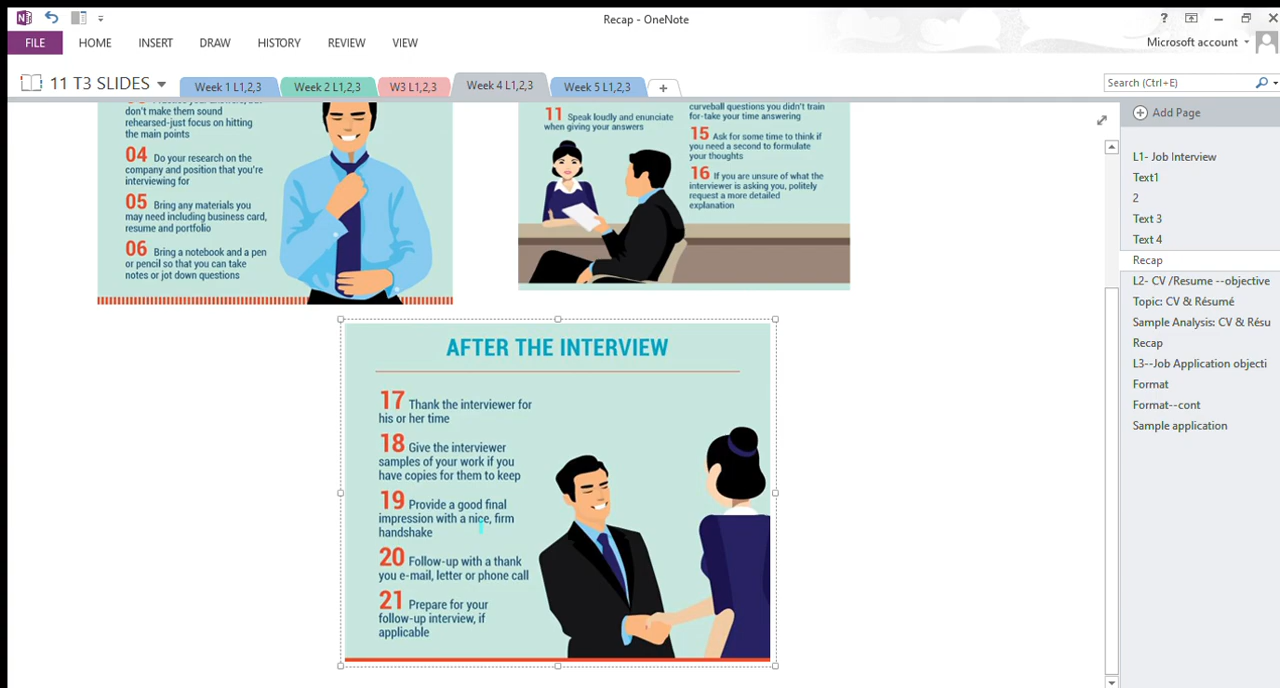 Recap - OneNote
?
FILE
HOME
INSERT
DRAW
HISTORY
REVIEW
VIEW
Microsoft account
11 T3 SLIDES
Week 1 L1,2,3
Week 2 L1,2,3
W3 L1,2,3
Week 4 L1,2,3
Week 5 L1,2,3
+
Search (Ctrl+E)
don't make them sound
rehearsed-just focus on hitting
the main points
04 Do your research on the
company and position that you're
interviewing for
05 Bring any materials you
may need including business card,
resume and portfolio
06 Bring a notebook and a pen
or pencil so that you can take
notes or jot down questions
11 Speak loudly and enunciate
when giving your answers
curveball questions you didn't train
for-take your time answering
15 Ask for some time to think if
you need a second to formulate
your thoughts
16 If you are unsure of what the
interviewer is asking you, politely
request a more detailed
explanation
AFTER THE INTERVIEW
17 Thank the interviewer for
his or her time
18 Give the interviewer
samples of your work if you
have copies for them to keep
19 Provide a good final
impression with a nice, firm
handshake
20 Follow-up with a thank
you e-mail, letter or phone call
21 Prepare for your
follow-up interview, if
applicable
Add Page
L1- Job Interview
Text1
2
Text 3
Text 4
Recap
L2- CV /Resume --objective
Topic: CV & Résumé
Sample Analysis: CV & Résu
Recap
L3--Job Application objecti
Format
Format--cont
Sample application